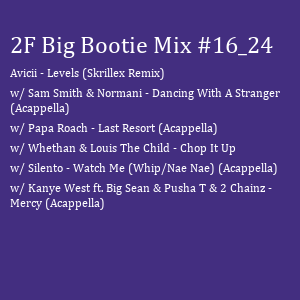 2F Big Bootie Mix #16_24
Avicii - Levels (Skrillex Remix)
w/ Sam Smith & Normani - Dancing With A Stranger
(Acappella)
w/ Papa Roach - Last Resort (Acappella)
w/ Whethan & Louis The Child - Chop It Up
w/ Silento - Watch Me (Whip/Nae Nae) (Acappella)
w/ Kanye West ft. Big Sean & Pusha T & 2 Chainz -
Mercy (Acappella)